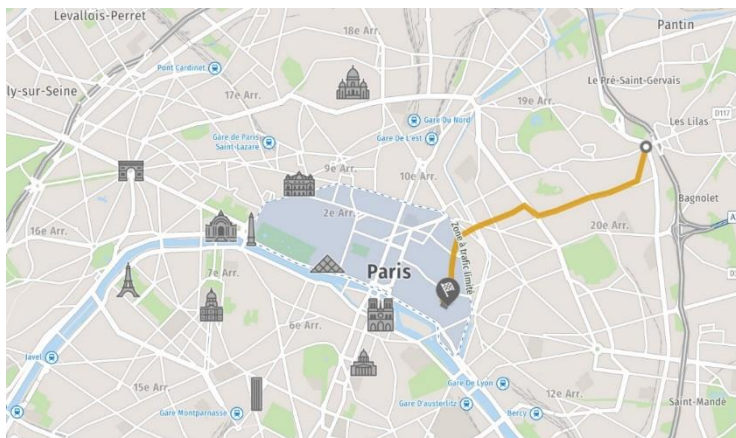 Levallois-Perret
Pantin
18e Arr.
Pont Cardinet
Le Pré-Saint-Gervais
ly-sur-Seine
17e Arr.
19e Arr.
D117
Gare Du Nord
Les Lilas
Gare de Paris
Saint-Lazare
Gare De L'est
9e Arr.
10e Arr.
Bagnolet
2e Arr.
16e Arr.
20e Arr.
A
Zone à trafic limité
7e Arr.
Paris
D
6e Arr.
Javel
15e Arr.
Gare De Lyon
12e Arr.
Saint-Mandé
Gare D'austerlitz
Gare Montparnasse
Bercy